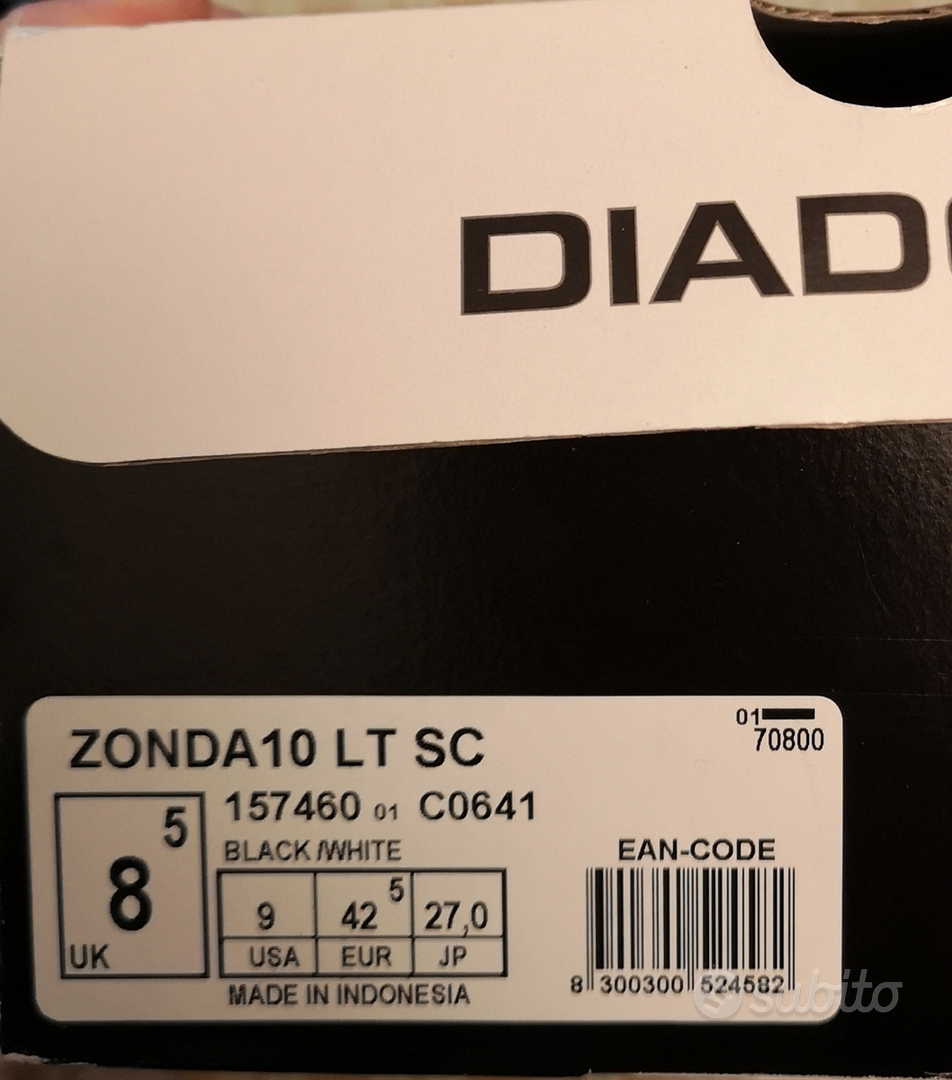 DIADO
ZONDA10 LT SC
01
70800
157460 01 C0641
BLACK/WHITE
8 5
UK
9 42 5 27,0
USA EUR JP
MADE IN INDONESIA
EAN-CODE
8 300300 524582
subito